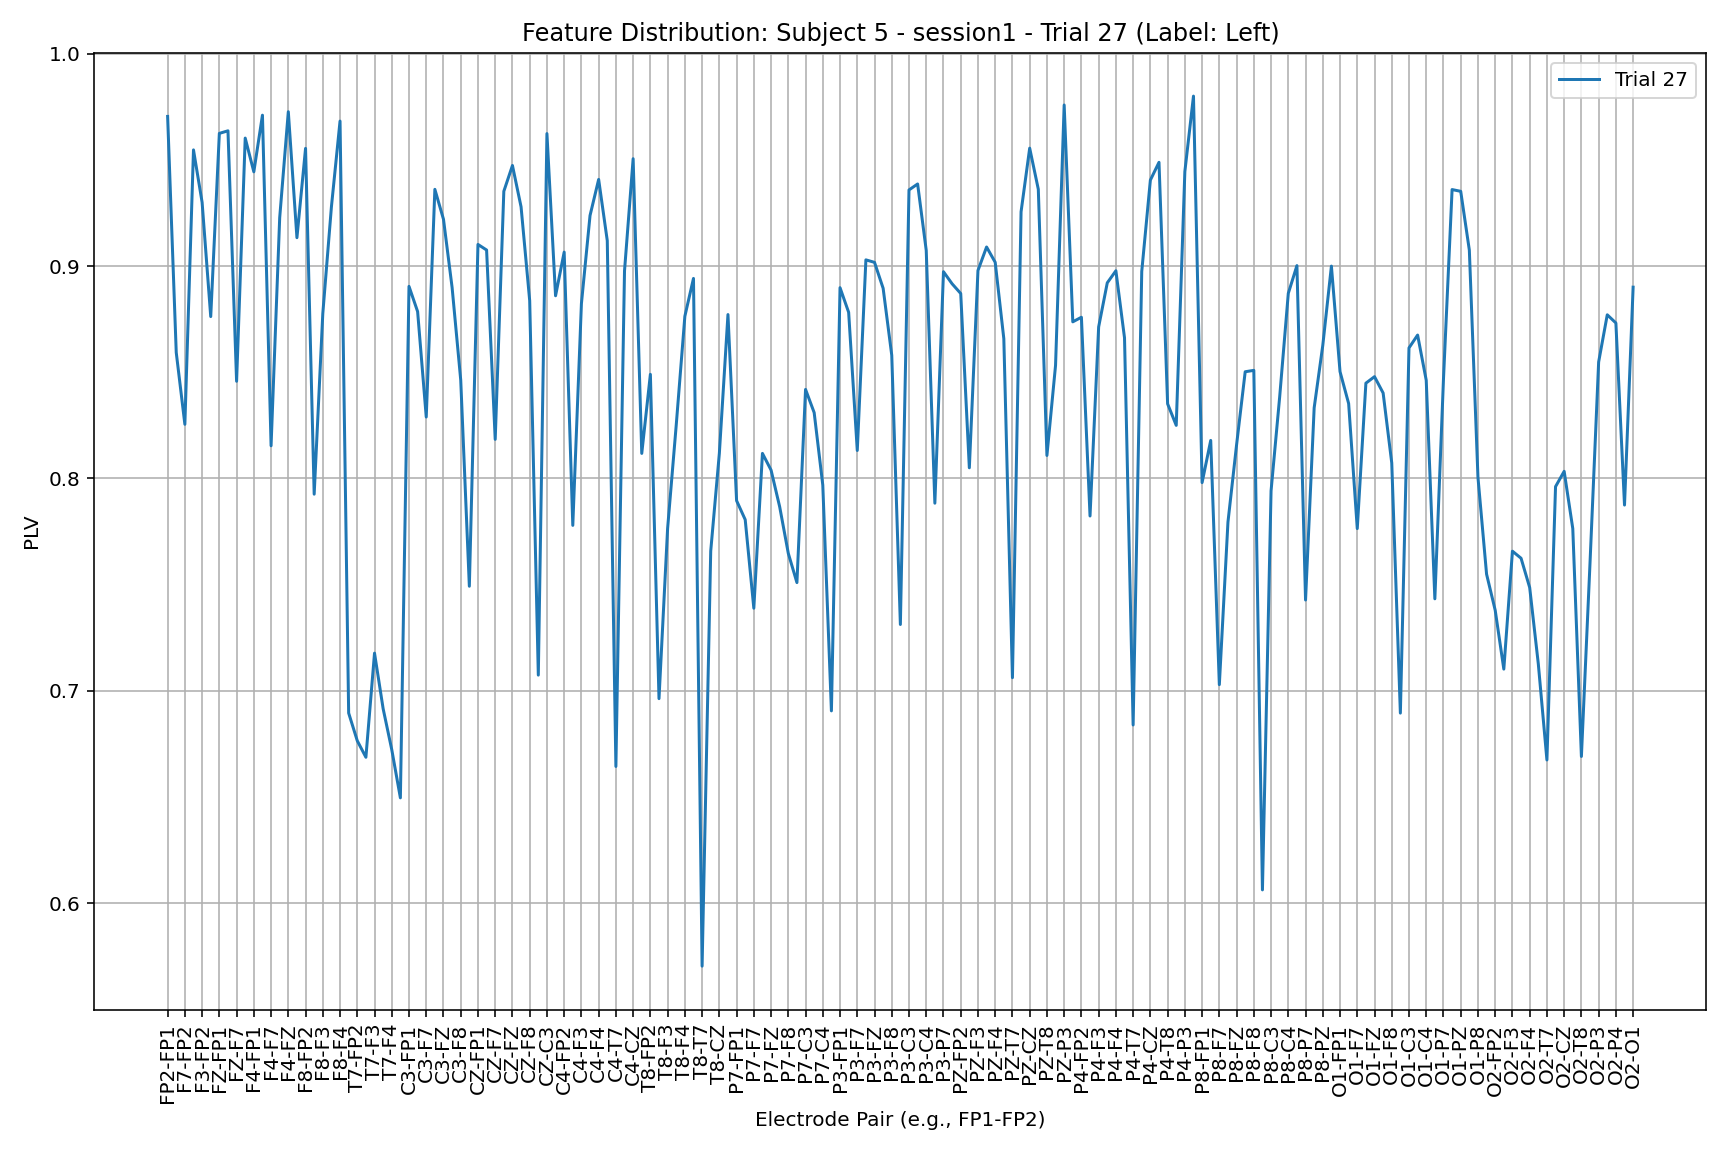 Feature Distribution: Subject 5 - session1 - Trial 27 (Label: Left)
Trial 27
1.0
0.9
0.8
0.7
0.6
PLV
FP2-FP1
F7-FP2
F3-FP2
FZ-FP1
FZ-F7
F4-FP1
F4-F7
F4-FZ
F8-FP2
F8-F3
F8-F4
T7-FP2
T7-F3
T7-F4
C3-FP1
C3-F7
C3-FZ
C3-F8
CZ-FP1
CZ-F7
CZ-FZ
CZ-F8
CZ-C3
C4-FP2
C4-F3
C4-F4
C4-T7
C4-CZ
T8-FP2
T8-F3
T8-F4
T8-T7
T8-CZ
P7-FP1
P7-F7
P7-FZ
P7-F8
P7-C3
P7-C4
P3-FP1
P3-F7
P3-FZ
P3-F8
P3-C3
P3-C4
P3-P7
PZ-FP2
PZ-F3
PZ-F4
PZ-T7
PZ-CZ
PZ-T8
PZ-P3
P4-FP2
P4-F3
P4-F4
P4-T7
P4-CZ
P4-T8
P4-P3
P8-FP1
P8-F7
P8-FZ
P8-F8
P8-C3
P8-C4
P8-P7
P8-PZ
O1-FP1
O1-F7
O1-FZ
O1-F8
O1-C3
O1-C4
O1-P7
O1-PZ
O1-P8
O2-FP2
O2-F3
O2-F4
O2-T7
O2-CZ
O2-T8
O2-P3
O2-P4
O2-O1
Electrode Pair (e.g., FP1-FP2)